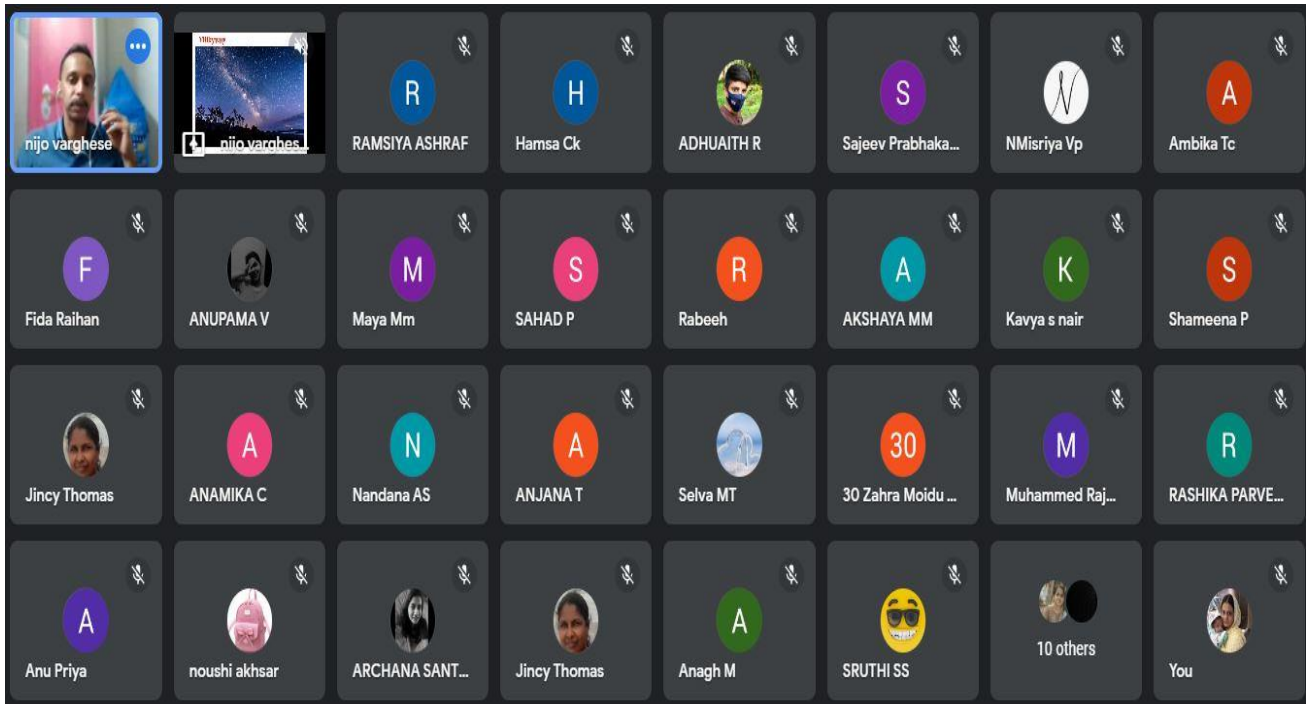 nijo varghese
Milkyway
nijo varghes...
R
RAMSIYA ASHRAF
H
Hamsa Ck
ADHUAITH R
S
Sajeev Prabhaka...
N
NMisriya Vp
A
Ambika Tc
F
Fida Raihan
ANUPAMA V
M
Maya Mm
S
SAHAD P
R
Rabeeh
A
AKSHAYA MM
K
Kavya s nair
S
Shameena P
Jincy Thomas
A
ANAMIKA C
N
Nandana AS
A
ANJANA T
Selva MT
30
30 Zahra Moidu ...
M
Muhammed Raj...
R
RASHIKA PARVE...
A
Anu Priya
noushi akhsar
ARCHANA SANT...
Jincy Thomas
A
Anagh M
SRUTHI SS
10 others
You